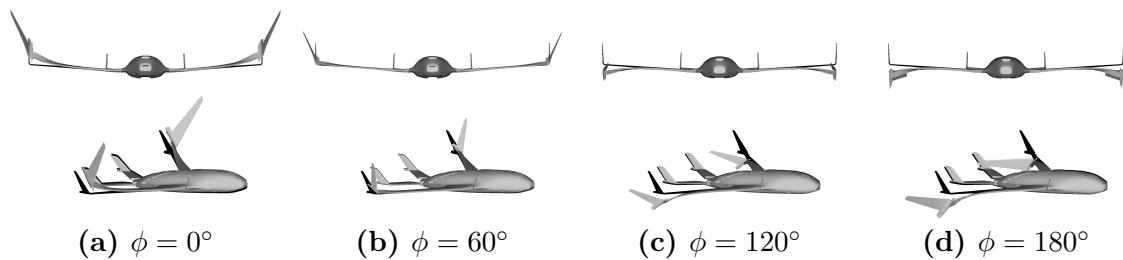 (a) ϕ = 0° (b) ϕ = 60° (c) ϕ = 120° (d) ϕ = 180°